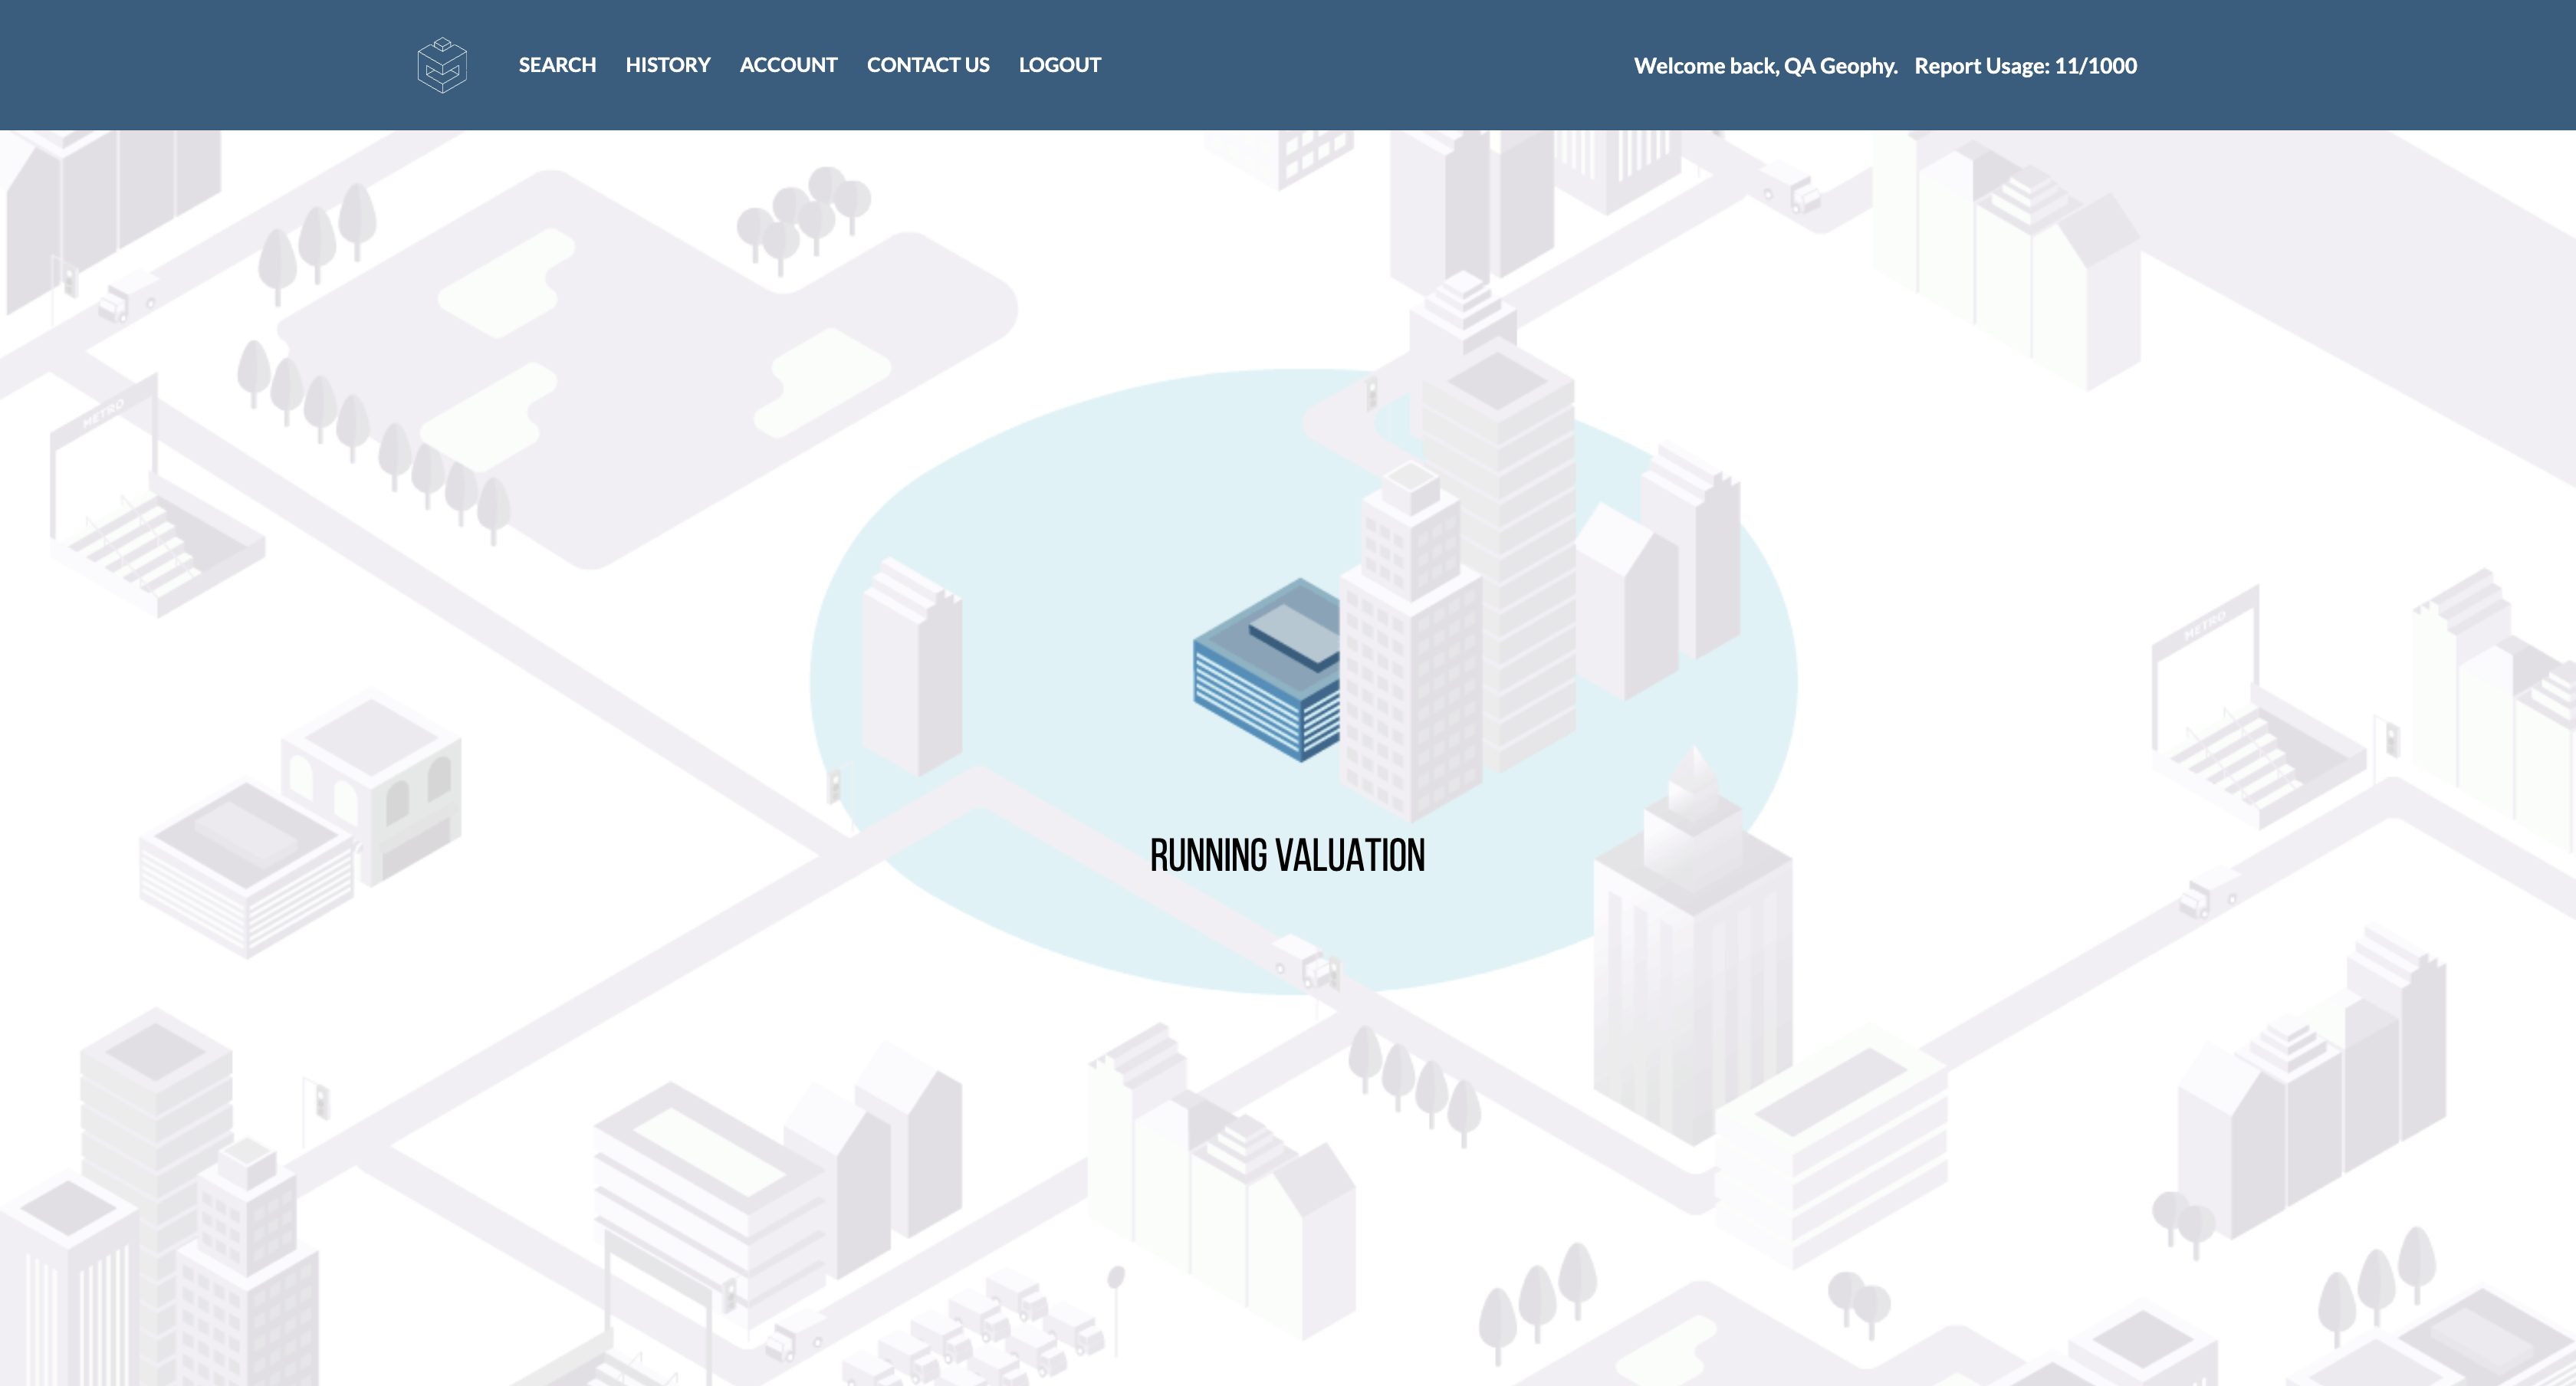 SEARCH HISTORY ACCOUNT CONTACT US LOGOUT Welcome back, QA Geophy. Report Usage: 11/1000
METRO
METRO
RUNNING VALUATION